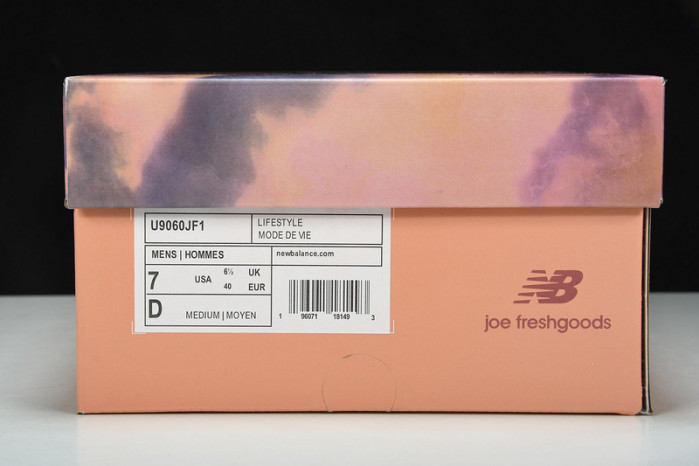 U9060JF1
LIFESTYLE
MODE DE VIE
MENS | HOMMES
newbalance.com
7 USA 6½ UK
40 EUR
D MEDIUM | MOYEN
1 96071 18149 3
NB
joe freshgoods